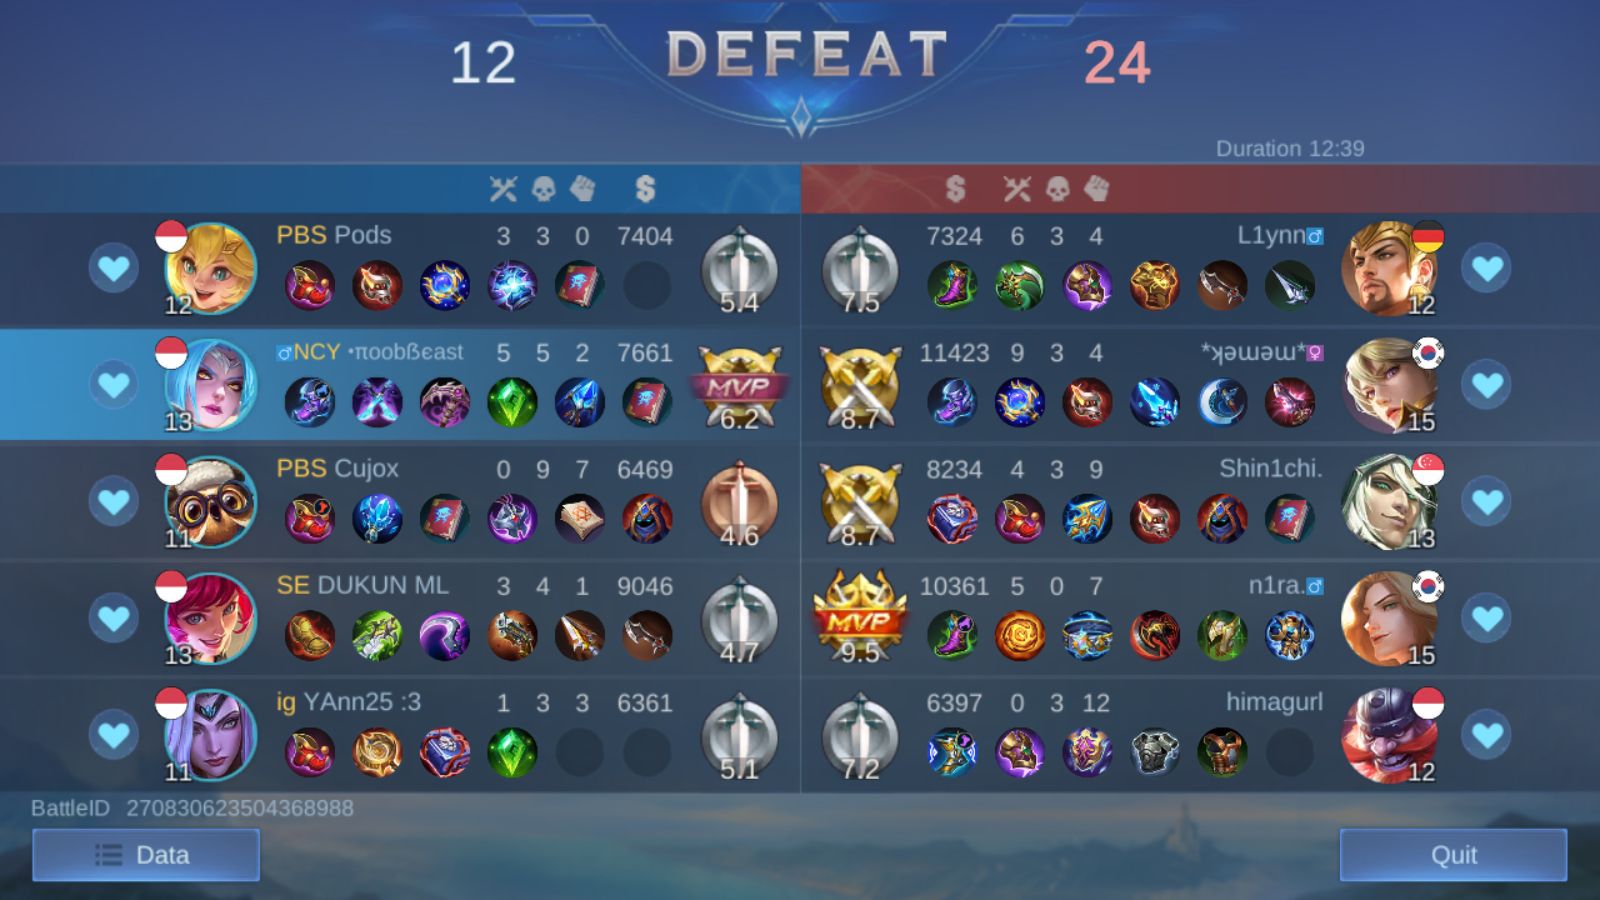 12 DEFEAT 24
Duration 12:39
PBS Pods 3 3 0 7404
12 5.4
7324 6 3 4 L1ynn♂
7.5 12
♂NCY •πoobßєast 5 5 2 7661
MVP
13 6.2
11423 9 3 4 *ʞǝɯǝɯ*♀
8.7 15
PBS Cujox 0 9 7 6469
11 4.6
8234 4 3 9 Shin1chi.
8.7 13
SE DUKUN ML 3 4 1 9046
13 4.7
10361 5 0 7 n1ra.♂
MVP
9.5 15
ig YAnn25 :3 1 3 3 6361
11 5.1
6397 0 3 12 himagurl
7.2 12
BattleID 270830623504368988
Data
Quit